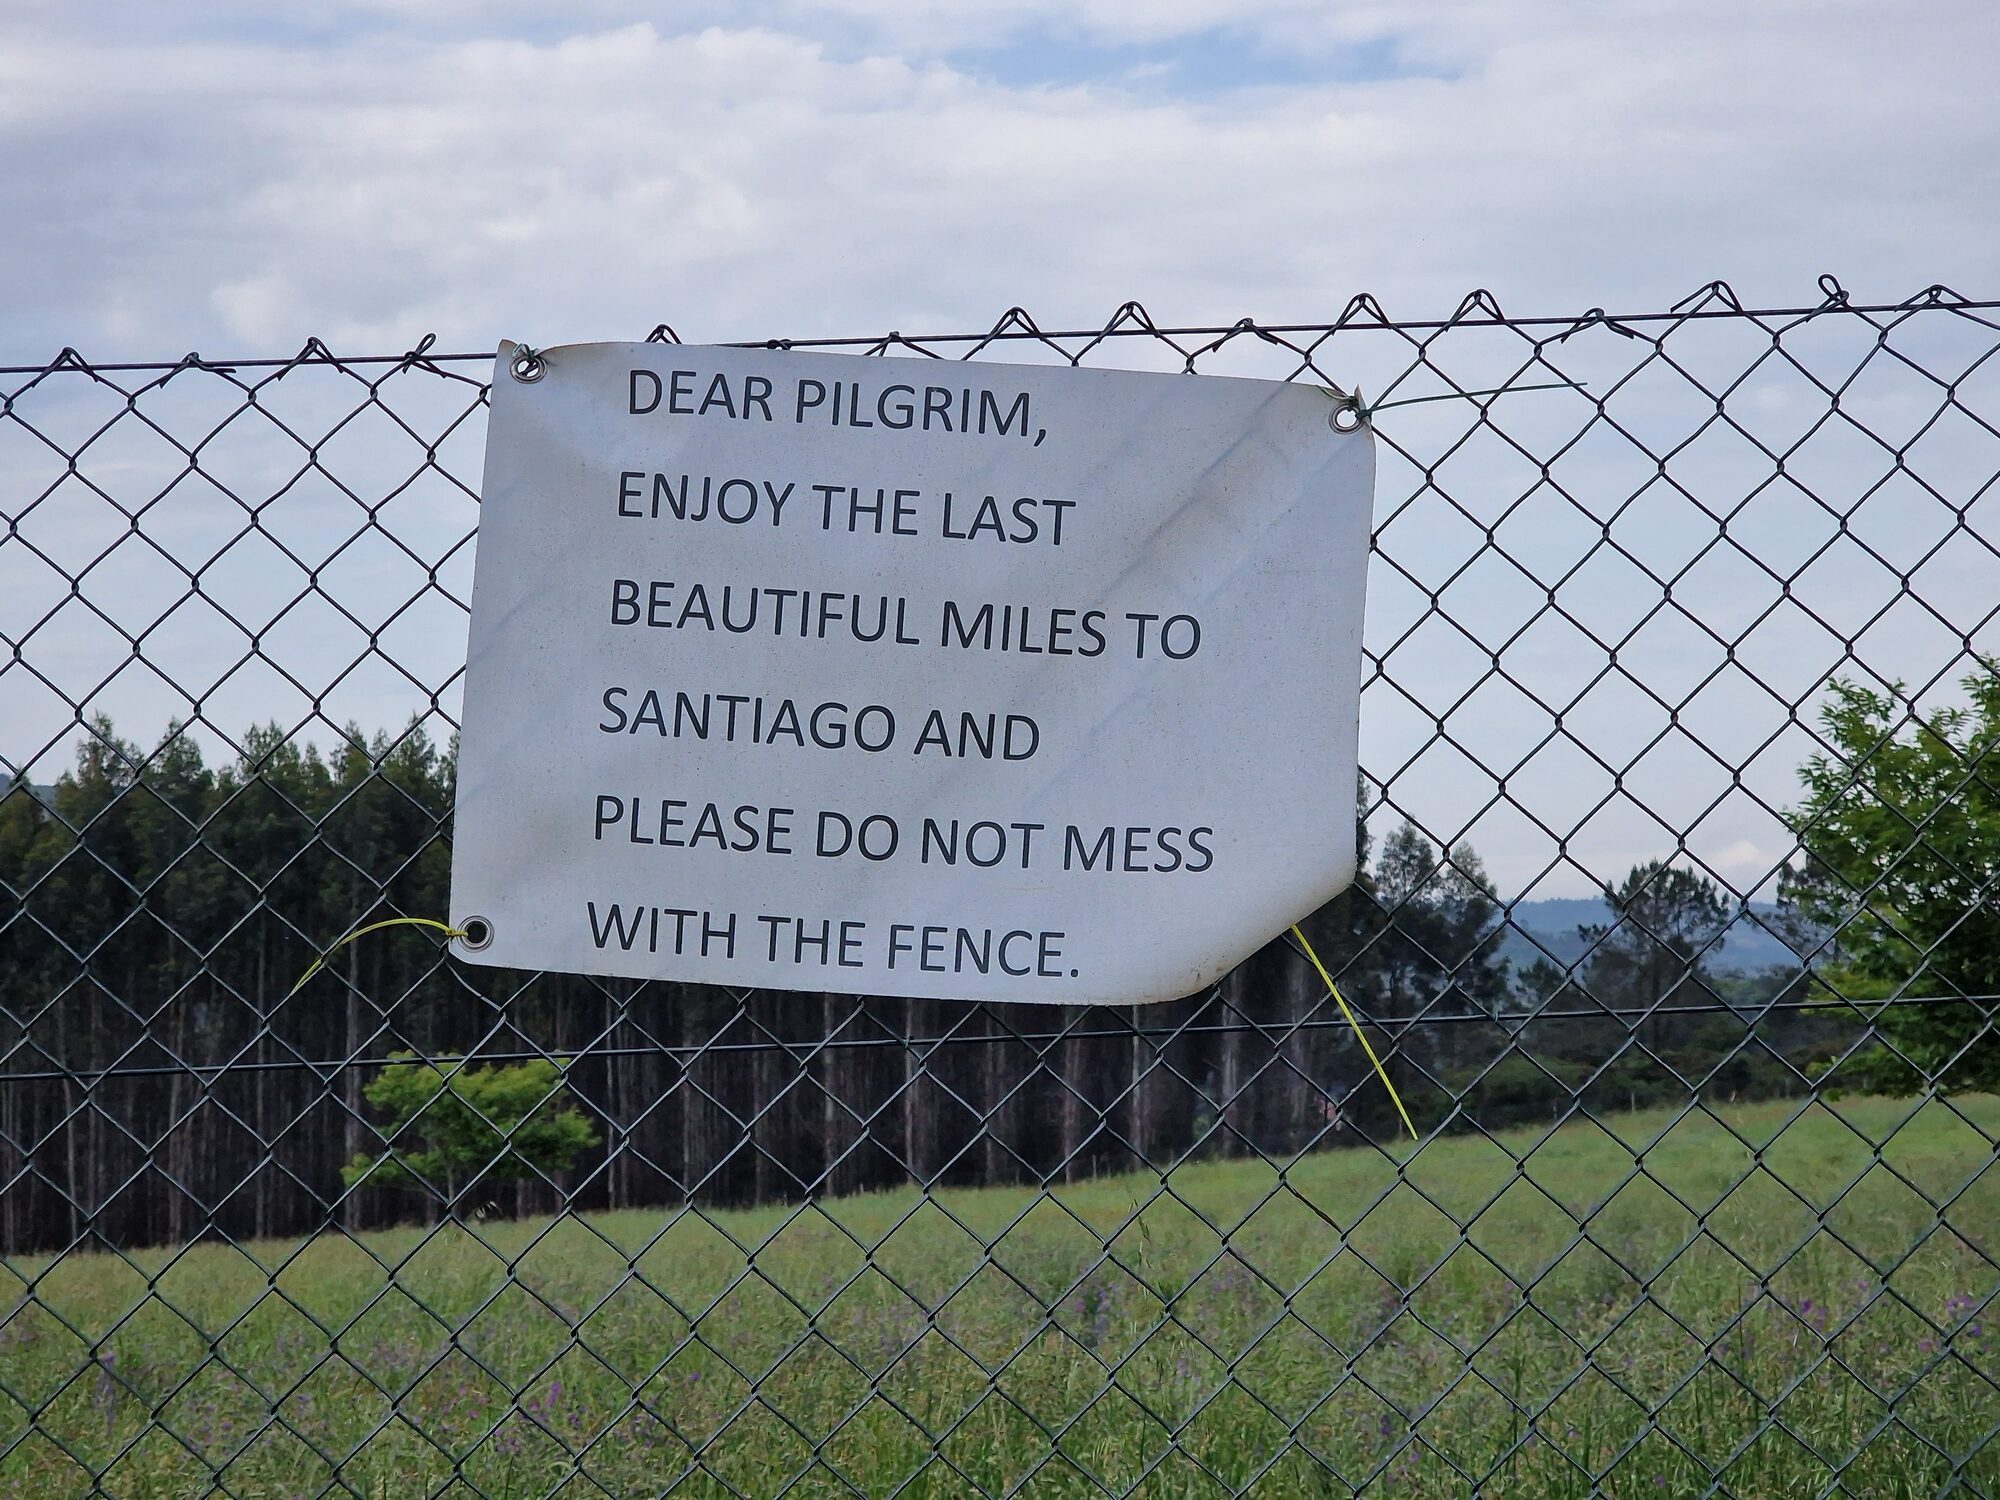 DEAR PILGRIM,
ENJOY THE LAST
BEAUTIFUL MILES TO
SANTIAGO AND
PLEASE DO NOT MESS
WITH THE FENCE.